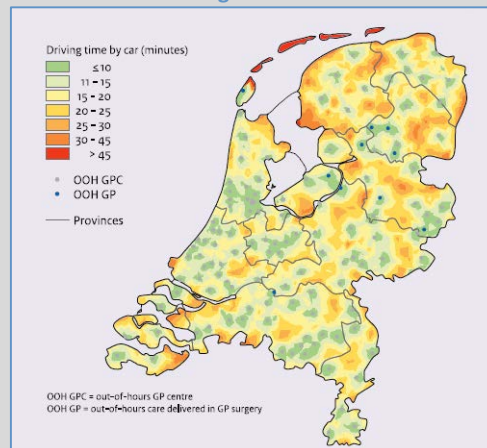 Driving time by car (minutes)
≤10
11 – 15
15 – 20
20 – 25
25 – 30
30 – 45
> 45
OOH GPC
OOH GP
Provinces
OOH GPC = out-of-hours GP centre
OOH GP = out-of-hours care delivered in GP surgery